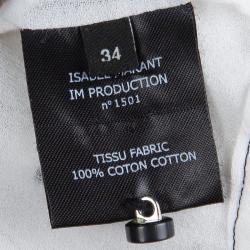 34
ISABEL MARANT
IM PRODUCTION
n° 1501
TISSU FABRIC
100% COTON COTTON